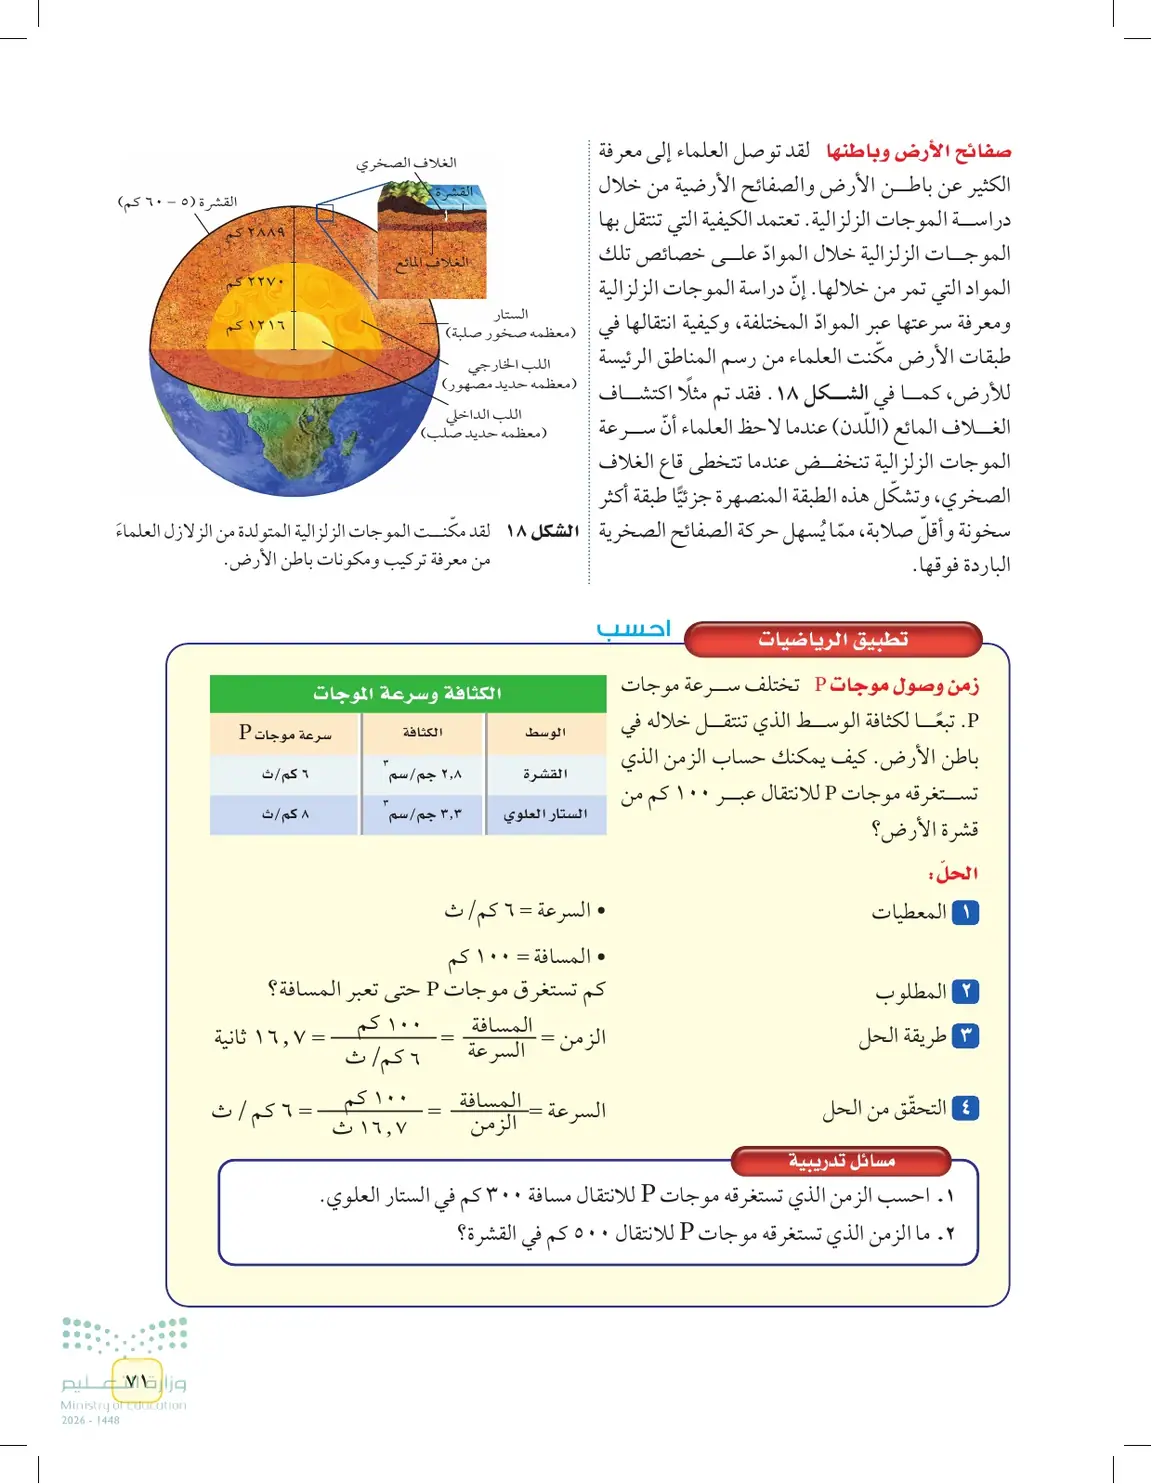 صفائح الأرض وباطنها لقد توصل العلماء إلى معرفة
الكثير عن باطن الأرض والصفائح الأرضية من خلال
دراسة الموجات الزلزالية. تعتمد الكيفية التي تنتقل بها
الموجات الزلزالية خلال الموادّ على خصائص تلك
المواد التي تمر من خلالها. إنّ دراسة الموجات الزلزالية
ومعرفة سرعتها عبر الموادّ المختلفة، وكيفية انتقالها في
طبقات الأرض مكّنت العلماء من رسم المناطق الرئيسة
للأرض، كما في الشكل ١٨. فقد تم مثلًا اكتشاف
الغلاف المائع (اللّدن) عندما لاحظ العلماء أنّ سرعة
الموجات الزلزالية تنخفض عندما تتخطى قاع الغلاف
الصخري، وتشكّل هذه الطبقة المنصهرة جزئيًّا طبقة أكثر
سخونة وأقلّ صلابة، ممّا يُسهل حركة الصفائح الصخرية
الباردة فوقها.
الغلاف الصخري
القشرة
القشرة (٥ - ٦٠ كم)
٢٨٨٩ كم
الغلاف المائع
٢٢٧٠ كم
١٢١٦ كم
الستار
(معظمه صخور صلبة)
اللب الخارجي
(معظمه حديد مصهور)
اللب الداخلي
(معظمه حديد صلب)
الشكل ١٨ لقد مكّنت الموجات الزلزالية المتولدة من الزلازل العلماءَ
من معرفة تركيب ومكونات باطن الأرض.
تطبيق الرياضيات احسب
زمن وصول موجات P تختلف سرعة موجات
P. تبعًا لكثافة الوسط الذي تنتقل خلاله في
باطن الأرض. كيف يمكنك حساب الزمن الذي
تستغرقه موجات P للانتقال عبر ١٠٠ كم من
قشرة الأرض؟
الكثافة وسرعة الموجات
الوسط الكثافة سرعة موجات P
القشرة ٢,٨ جم/سم٣ ٦ كم/ث
الستار العلوي ٣,٣ جم/سم٣ ٨ كم/ث
الحلّ:
١ المعطيات • السرعة = ٦ كم/ ث
• المسافة = ١٠٠ كم
٢ المطلوب كم تستغرق موجات P حتى تعبر المسافة؟
٣ طريقة الحل الزمن = المسافة / السرعة = ١٠٠ كم / ٦ كم/ ث = ١٦,٧ ثانية
٤ التحقّق من الحل السرعة = المسافة / الزمن = ١٠٠ كم / ١٦,٧ ث = ٦ كم / ث
مسائل تدريبية
١. احسب الزمن الذي تستغرقه موجات P للانتقال مسافة ٣٠٠ كم في الستار العلوي.
٢. ما الزمن الذي تستغرقه موجات P للانتقال ٥٠٠ كم في القشرة؟
وزارة التعليم
٧١
Ministry of Education
2026 - 1448